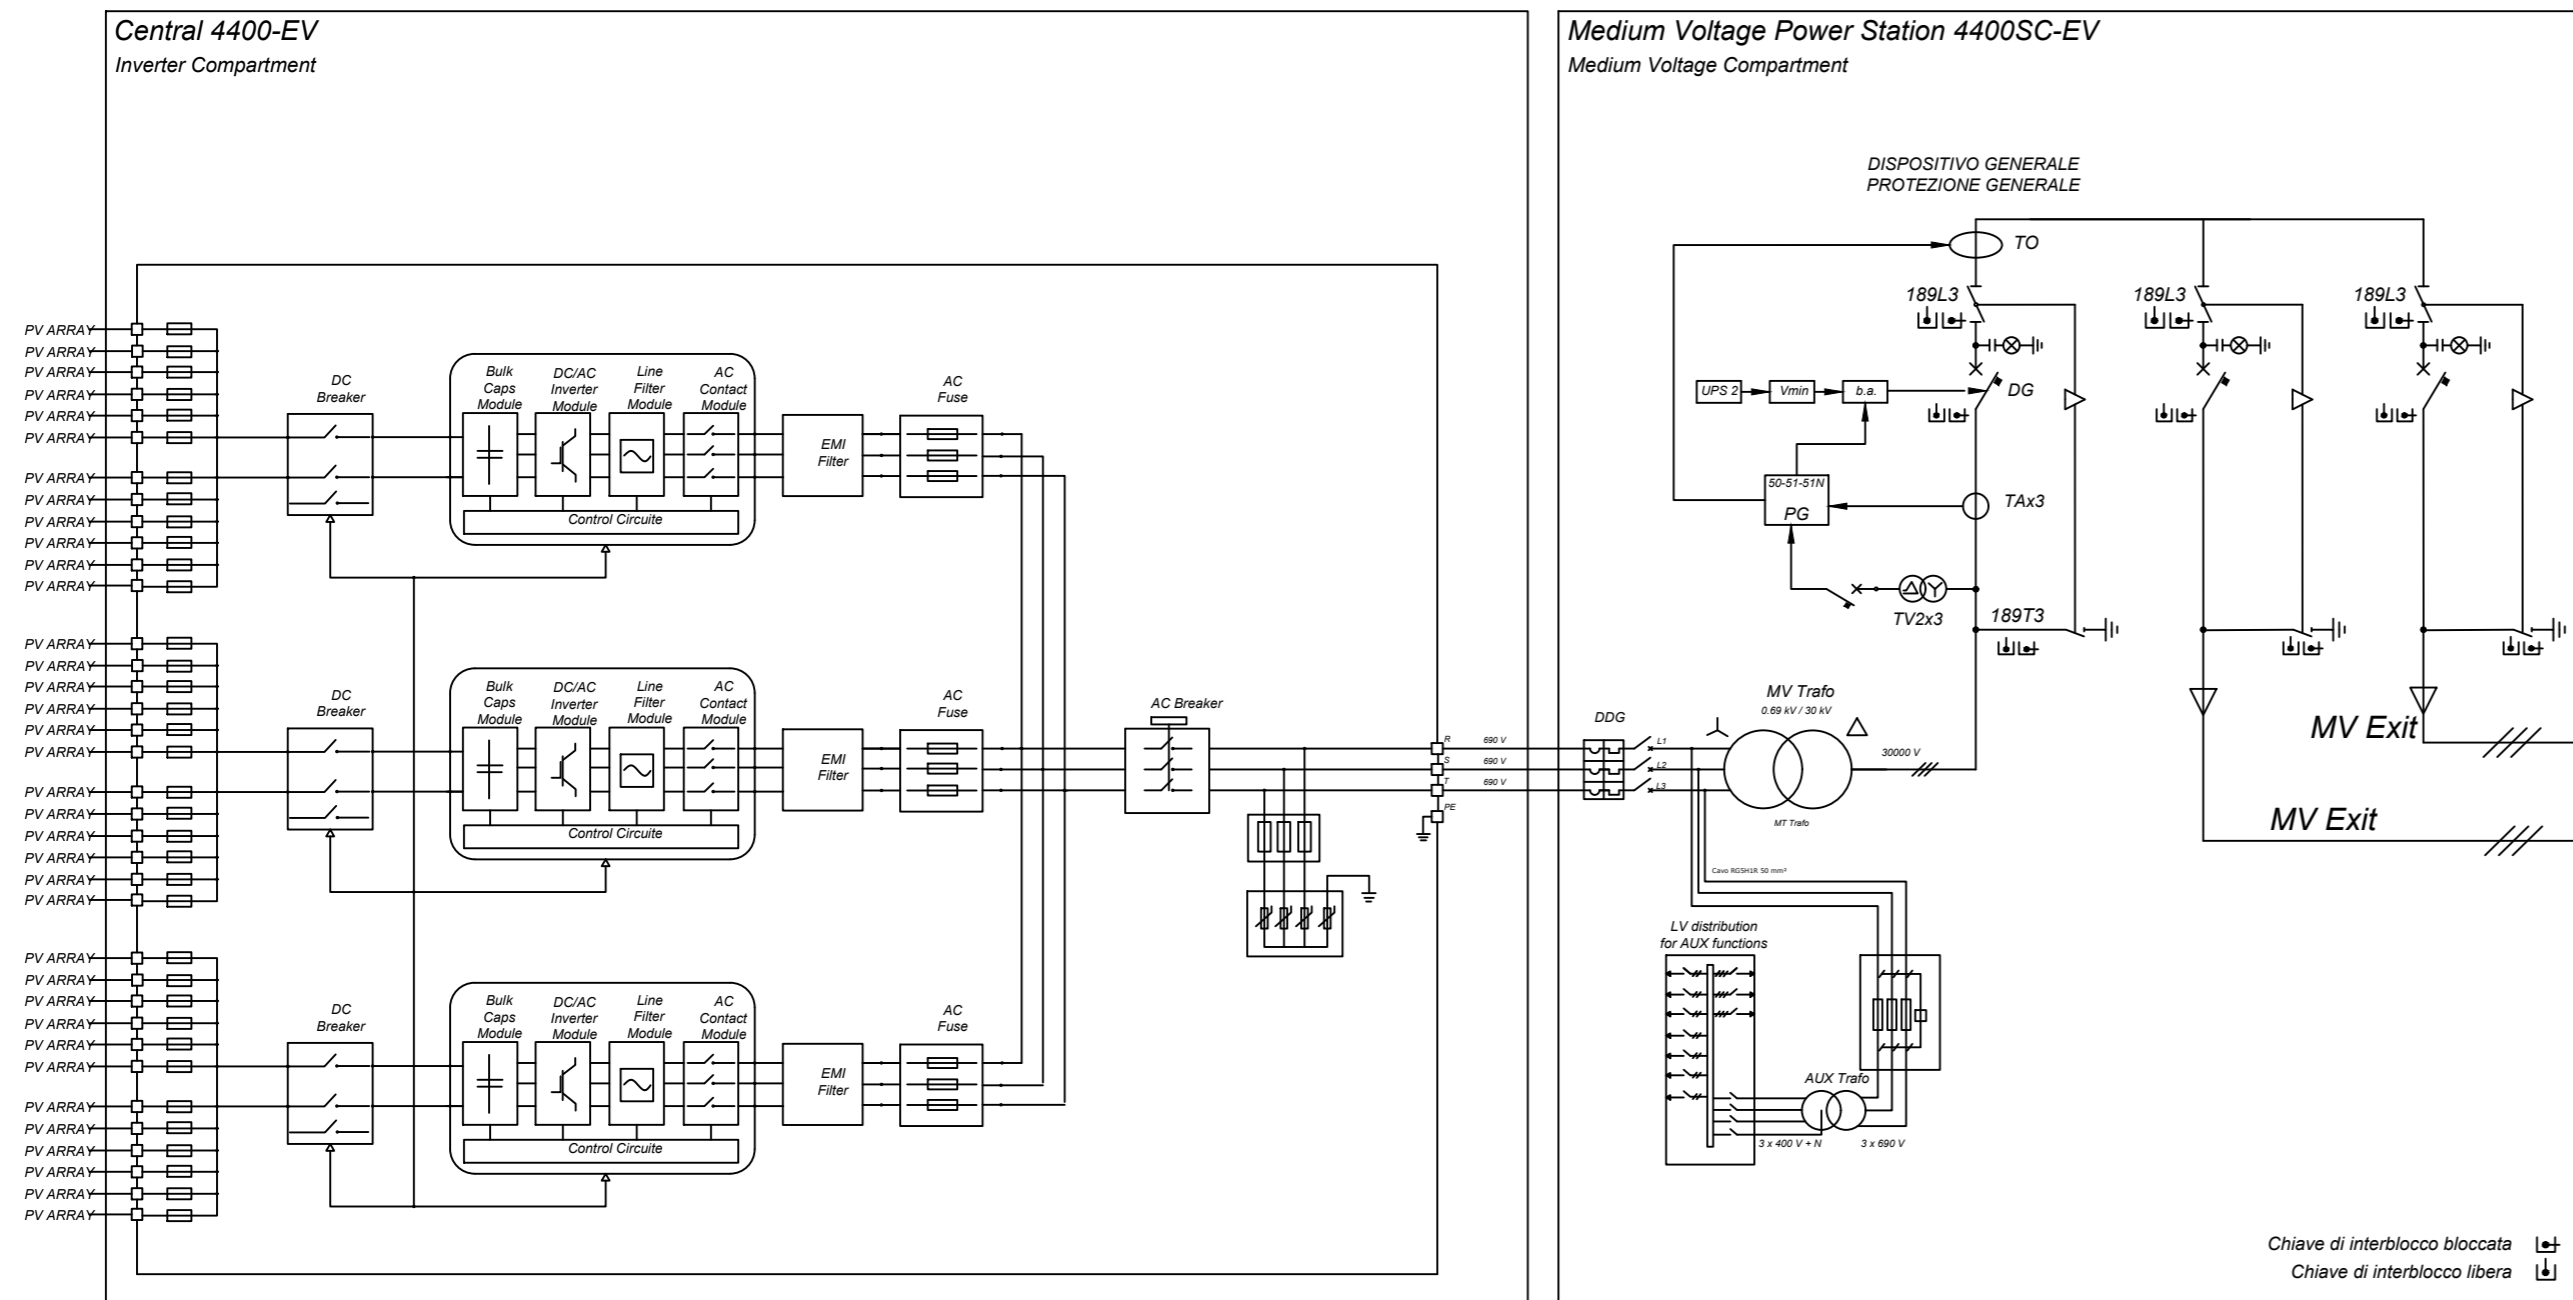 Central 4400-EV
Inverter Compartment
PV ARRAY
PV ARRAY
PV ARRAY
PV ARRAY
PV ARRAY
PV ARRAY
PV ARRAY
PV ARRAY
PV ARRAY
PV ARRAY
PV ARRAY
PV ARRAY
DC
Breaker
Bulk
Caps
Module
DC/AC
Inverter
Module
Line
Filter
Module
AC
Contact
Module
Control Circuite
EMI
Filter
AC
Fuse
PV ARRAY
PV ARRAY
PV ARRAY
PV ARRAY
PV ARRAY
PV ARRAY
PV ARRAY
PV ARRAY
PV ARRAY
PV ARRAY
PV ARRAY
PV ARRAY
DC
Breaker
Bulk
Caps
Module
DC/AC
Inverter
Module
Line
Filter
Module
AC
Contact
Module
Control Circuite
EMI
Filter
AC
Fuse
AC Breaker
PV ARRAY
PV ARRAY
PV ARRAY
PV ARRAY
PV ARRAY
PV ARRAY
PV ARRAY
PV ARRAY
PV ARRAY
PV ARRAY
PV ARRAY
PV ARRAY
DC
Breaker
Bulk
Caps
Module
DC/AC
Inverter
Module
Line
Filter
Module
AC
Contact
Module
Control Circuite
EMI
Filter
AC
Fuse
R
S
T
PE
690 V
690 V
690 V
Medium Voltage Power Station 4400SC-EV
Medium Voltage Compartment
DISPOSITIVO GENERALE
PROTEZIONE GENERALE
TO
189L3
189L3
189L3
UPS 2
Vmin
b.a.
DG
50-51-51N
PG
TAx3
TV2x3
189T3
DDG
L1
L2
L3
MV Trafo
0.69 kV / 30 kV
MT Trafo
30000 V
MV Exit
MV Exit
Cavo RG5H1R 50 mm²
LV distribution
for AUX functions
AUX Trafo
3 x 400 V + N
3 x 690 V
Chiave di interblocco bloccata
Chiave di interblocco libera